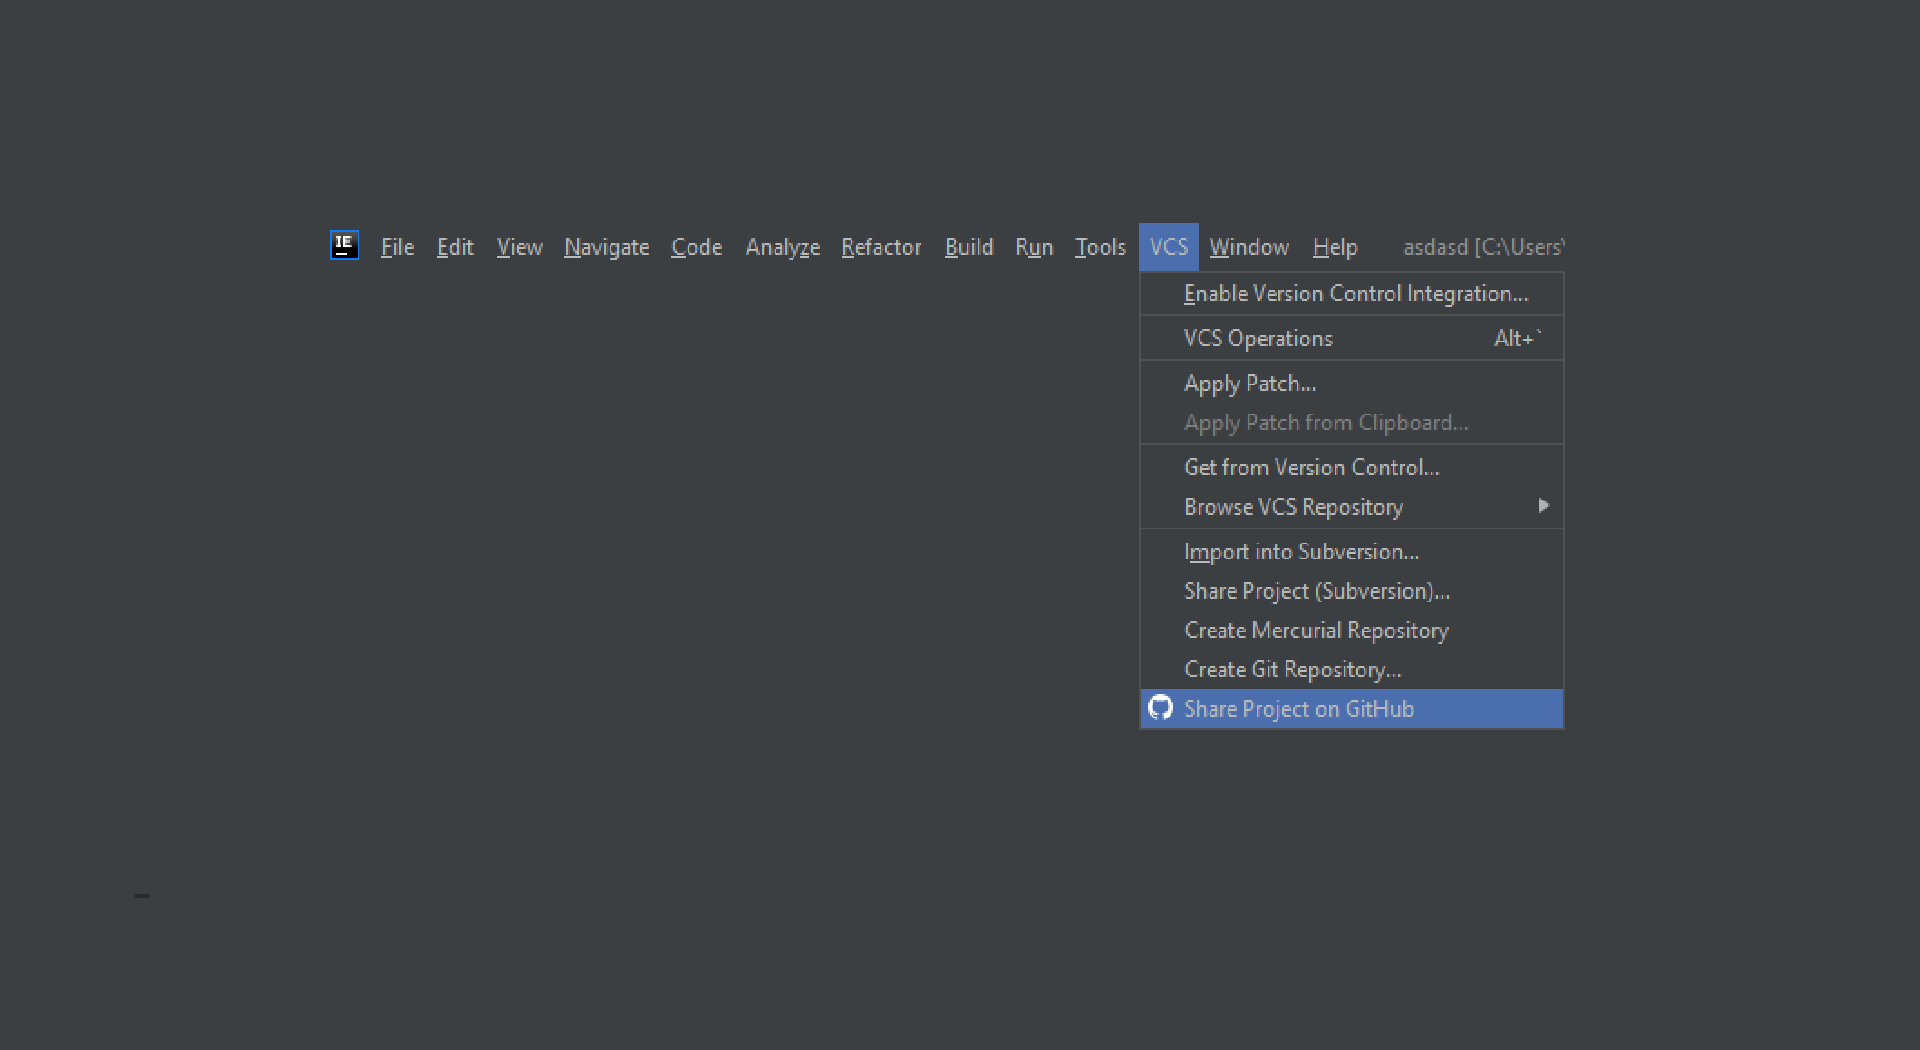 IE File Edit View Navigate Code Analyze Refactor Build Run Tools VCS Window Help asdasd [C:\Users\
Enable Version Control Integration...
VCS Operations Alt+`
Apply Patch...
Apply Patch from Clipboard...
Get from Version Control...
Browse VCS Repository
Import into Subversion...
Share Project (Subversion)...
Create Mercurial Repository
Create Git Repository...
Share Project on GitHub